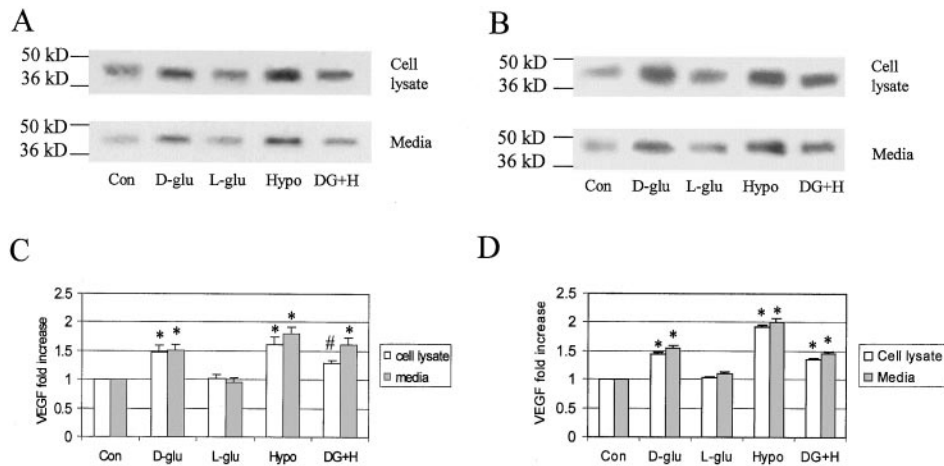 A
50 kD
36 kD
Cell
lysate
50 kD
36 kD
Media
Con D-glu L-glu Hypo DG+H
B
50 kD
36 kD
Cell
lysate
50 kD
36 kD
Media
Con D-glu L-glu Hypo DG+H
C
VEGF fold increase
2.5
2
1.5
1
0.5
0
* *
* *
# *
Con D-glu L-glu Hypo DG+H
cell lysate
media
D
VEGF fold increase
2.5
2
1.5
1
0.5
0
* *
* *
* *
Con D-glu L-glu Hypo DG+H
Cell lysate
Media